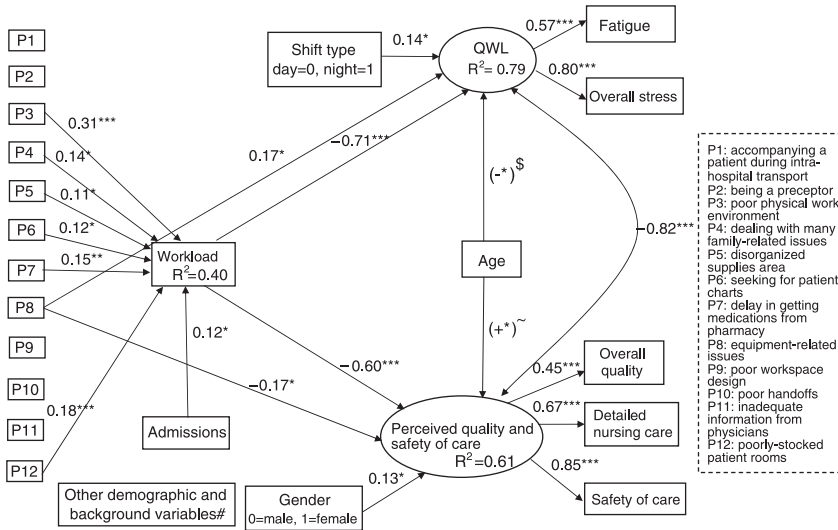 P1
P2
P3
P4
P5
P6
P7
P8
P9
P10
P11
P12
0.31***
0.14*
0.11*
0.12*
0.15**
0.18***
Workload
R²=0.40
0.12*
Admissions
Other demographic and
background variables#
Shift type
day=0, night=1
0.14*
0.17*
−0.71***
−0.60***
−0.17*
QWL
R²= 0.79
0.57***
Fatigue
0.80***
Overall stress
(-*)$
Age
(+*)~
−0.82***
Perceived quality and
safety of care
R²=0.61
Gender
0=male, 1=female
0.13*
0.45***
Overall
quality
0.67***
Detailed
nursing care
0.85***
Safety of care
P1: accompanying a
patient during intra-
hospital transport
P2: being a preceptor
P3: poor physical work
environment
P4: dealing with many
family-related issues
P5: disorganized
supplies area
P6: seeking for patient
charts
P7: delay in getting
medications from
pharmacy
P8: equipment-related
issues
P9: poor workspace
design
P10: poor handoffs
P11: inadequate
information from
physicians
P12: poorly-stocked
patient rooms